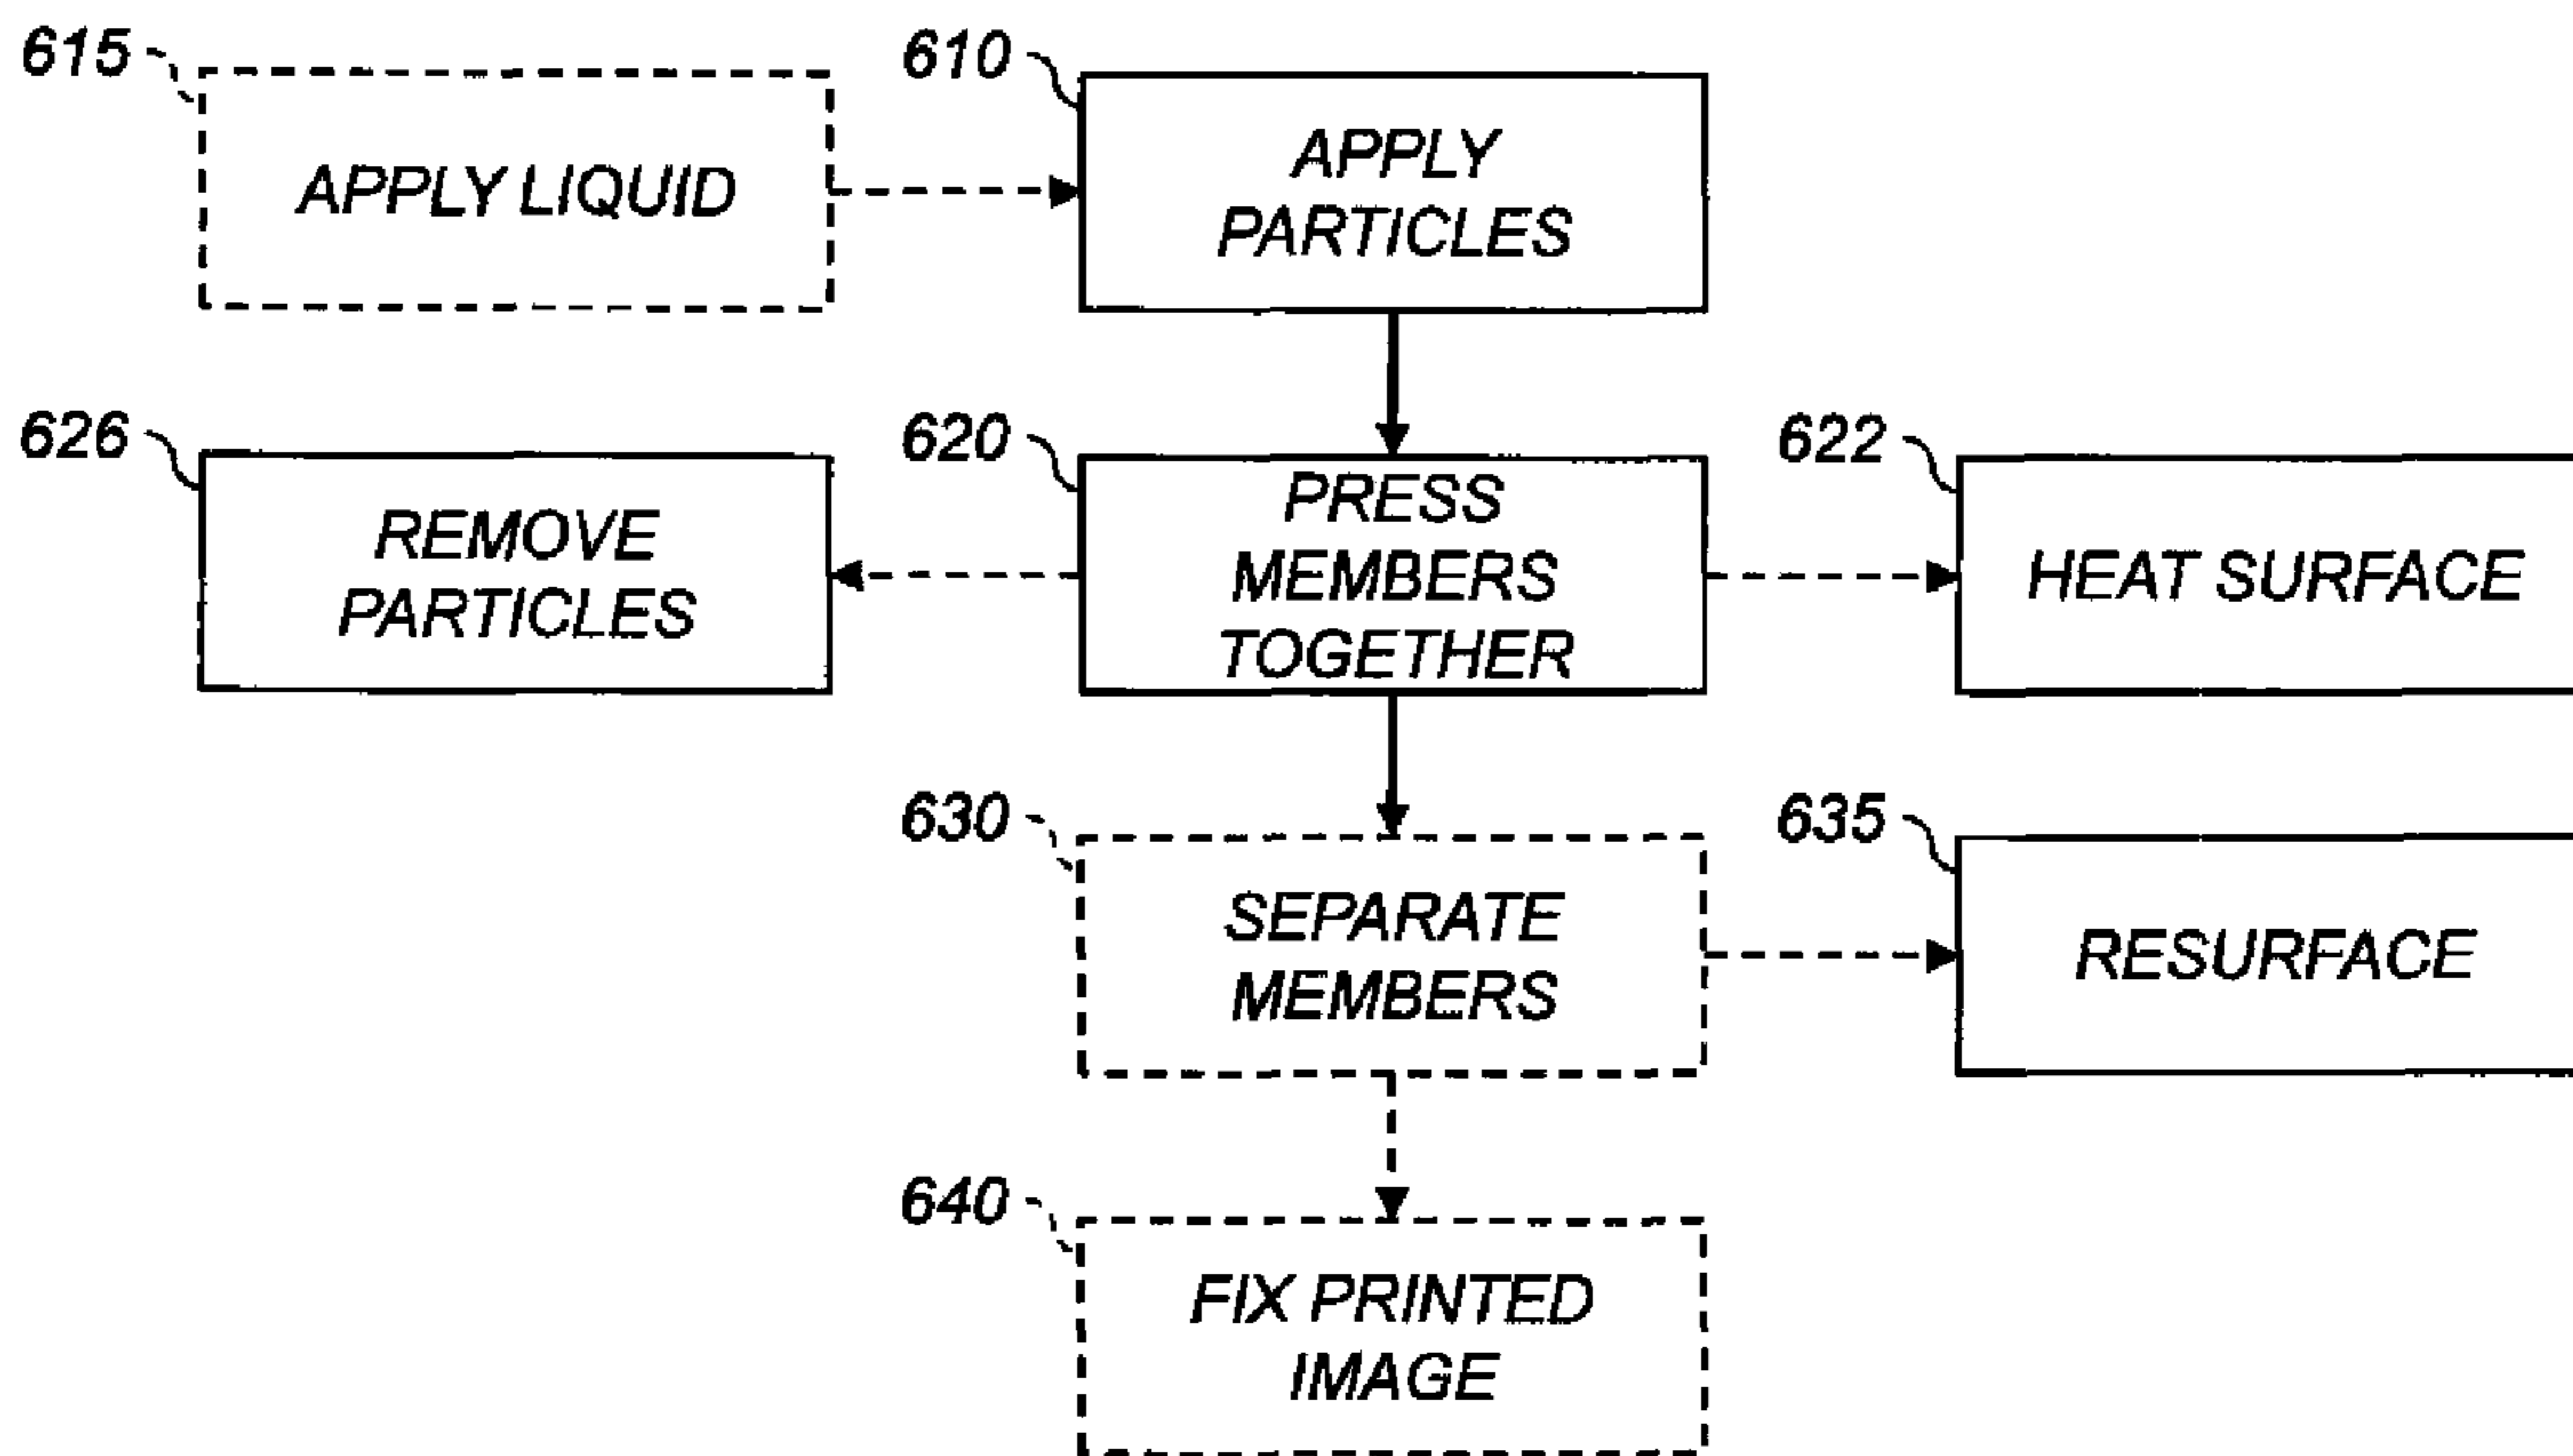 615
APPLY LIQUID
610
APPLY
PARTICLES
626
REMOVE
PARTICLES
620
PRESS
MEMBERS
TOGETHER
622
HEAT SURFACE
630
SEPARATE
MEMBERS
635
RESURFACE
640
FIX PRINTED
IMAGE